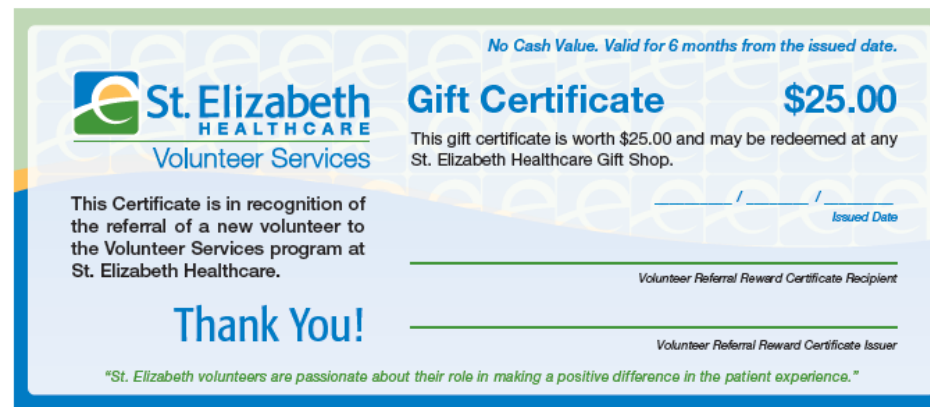 No Cash Value. Valid for 6 months from the issued date.
St. Elizabeth
HEALTHCARE
Volunteer Services
Gift Certificate $25.00
This gift certificate is worth $25.00 and may be redeemed at any
St. Elizabeth Healthcare Gift Shop.
This Certificate is in recognition of
the referral of a new volunteer to
the Volunteer Services program at
St. Elizabeth Healthcare.
Thank You!
________ / _______ / ________
Issued Date
Volunteer Referral Reward Certificate Recipient
Volunteer Referral Reward Certificate Issuer
“St. Elizabeth volunteers are passionate about their role in making a positive difference in the patient experience.”